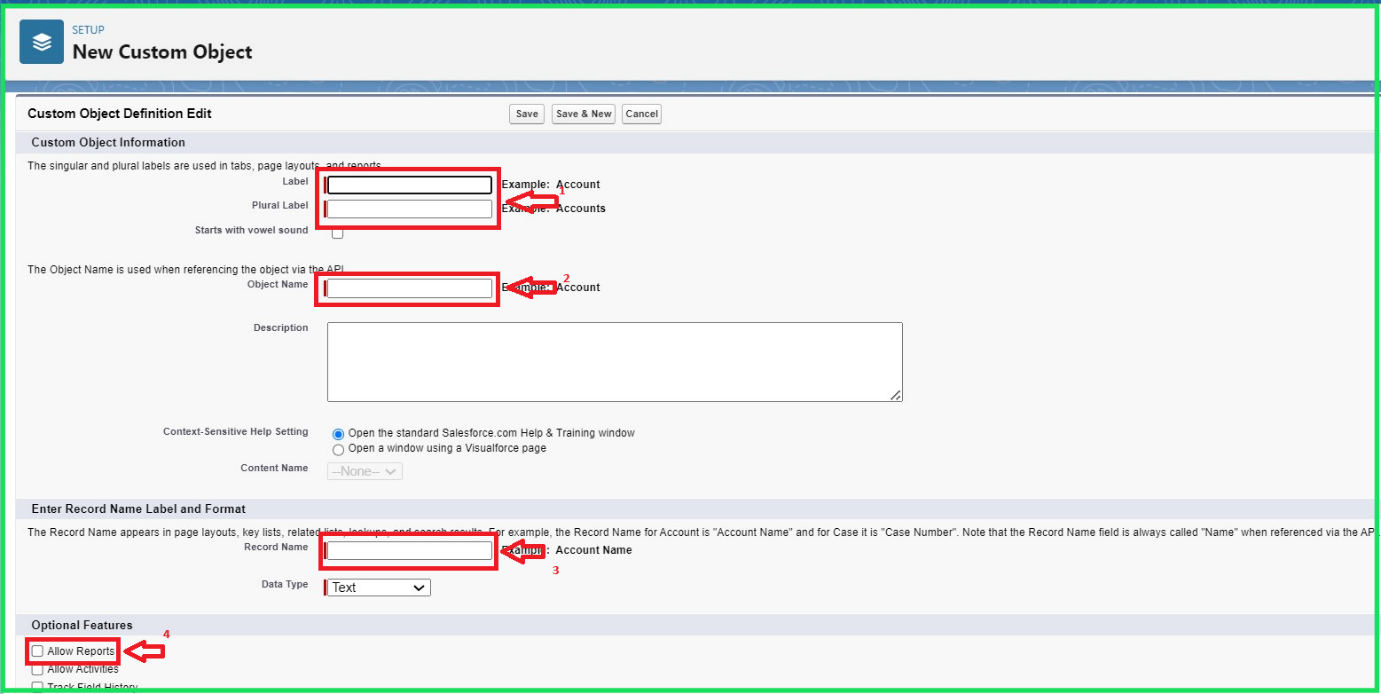 SETUP
New Custom Object
Custom Object Definition Edit
Save
Save & New
Cancel
Custom Object Information
The singular and plural labels are used in tabs, page layouts, and reports.
Label
Example: Account
1
Plural Label
Example: Accounts
Starts with vowel sound
The Object Name is used when referencing the object via the API.
Object Name
Example: Account
2
Description
Context-Sensitive Help Setting
Open the standard Salesforce.com Help & Training window
Open a window using a Visualforce page
Content Name
--None--
Enter Record Name Label and Format
The Record Name appears in page layouts, key lists, related lists, lookups, and search results. For example, the Record Name for Account is "Account Name" and for Case it is "Case Number". Note that the Record Name field is always called "Name" when referenced via the AP
Record Name
Example: Account Name
3
Data Type
Text
Optional Features
4
Allow Reports
Allow Activities
Track Field History